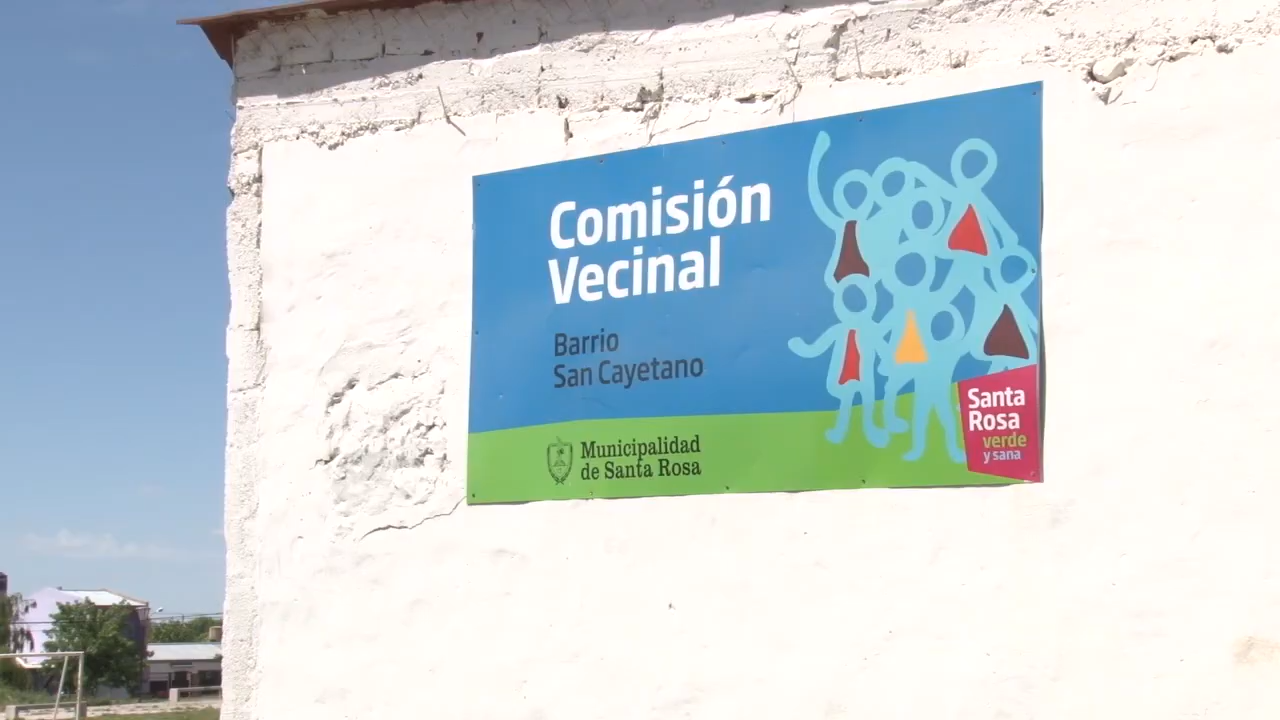 Comisión
Vecinal
Barrio
San Cayetano
Municipalidad
de Santa Rosa
Santa
Rosa
verde
y sana